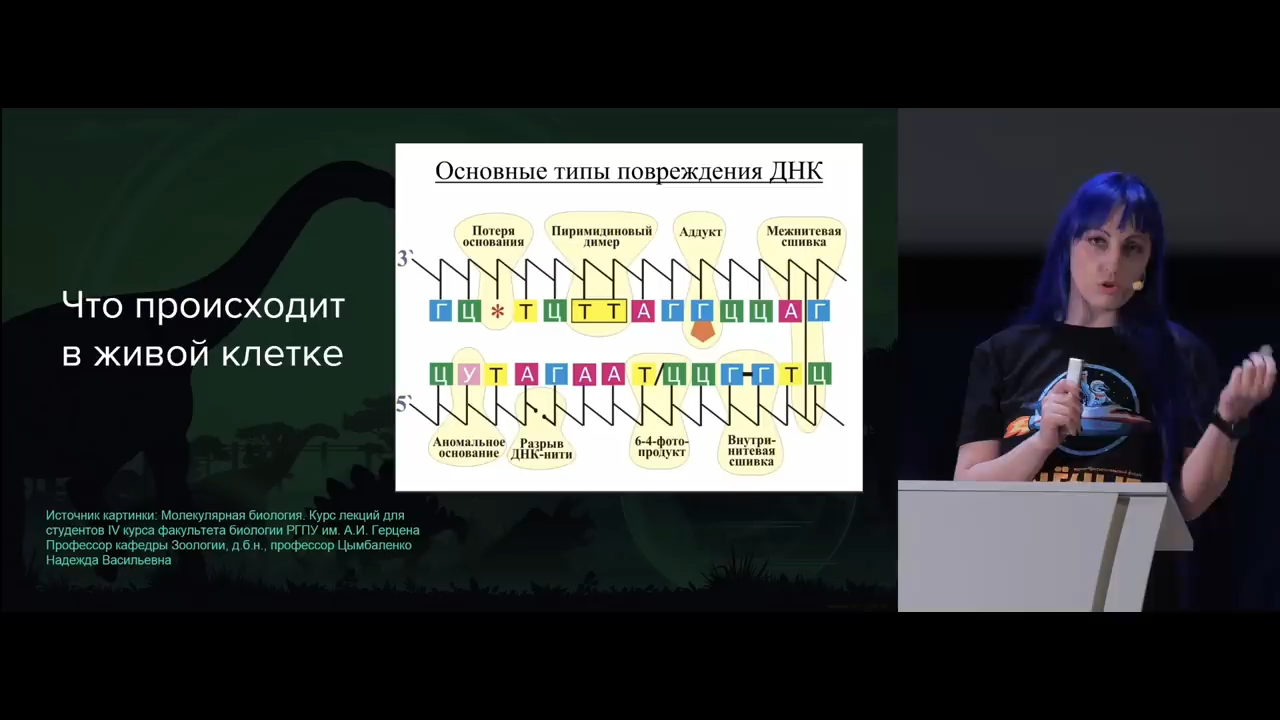 Что происходит
в живой клетке
Основные типы повреждения ДНК
Потеря
основания
Пиримидиновый
димер
Аддукт
Межнитевая
сшивка
3`
Г Ц * Т Ц Т Т А Г Г Ц Ц А Г
Ц У Т А Г А А Т/Ц Ц Г-Г Т Ц
5`
Аномальное
основание
Разрыв
ДНК-нити
6-4-фото-
продукт
Внутри-
нитевая
сшивка
Источник картинки: Молекулярная биология. Курс лекций для
студентов IV курса факультета биологии РГПУ им. А.И. Герцена
Профессор кафедры Зоологии, д.б.н., профессор Цымбаленко
Надежда Васильевна